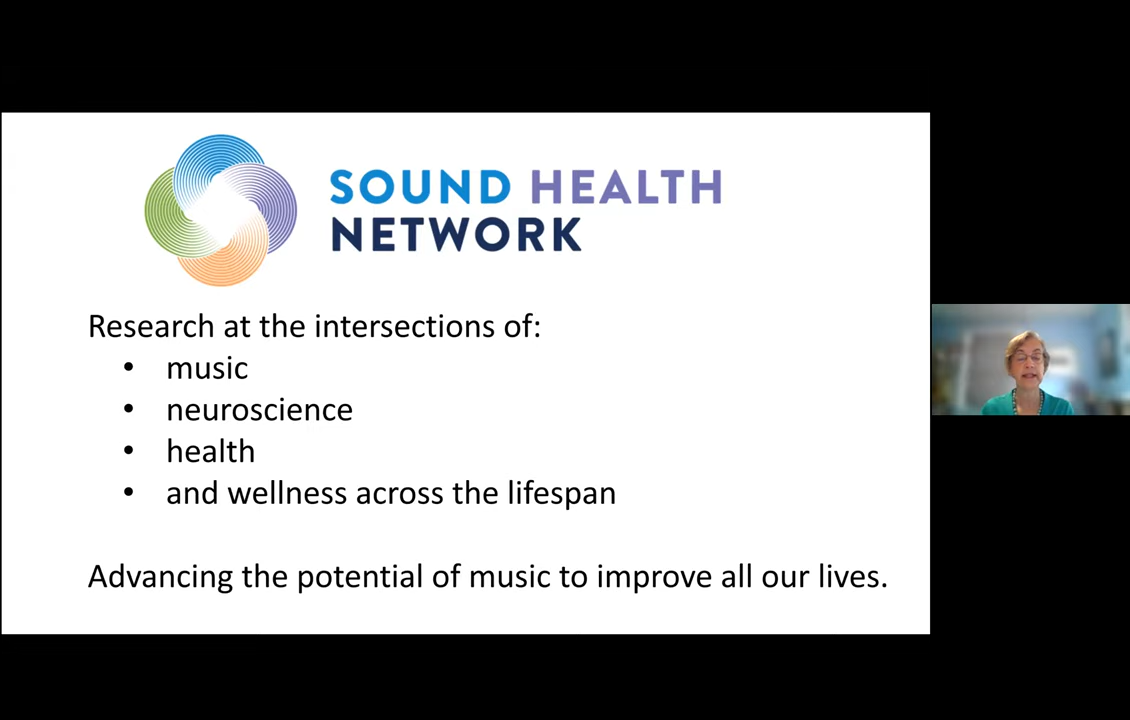 SOUND HEALTH
NETWORK
Research at the intersections of:
• music
• neuroscience
• health
• and wellness across the lifespan
Advancing the potential of music to improve all our lives.